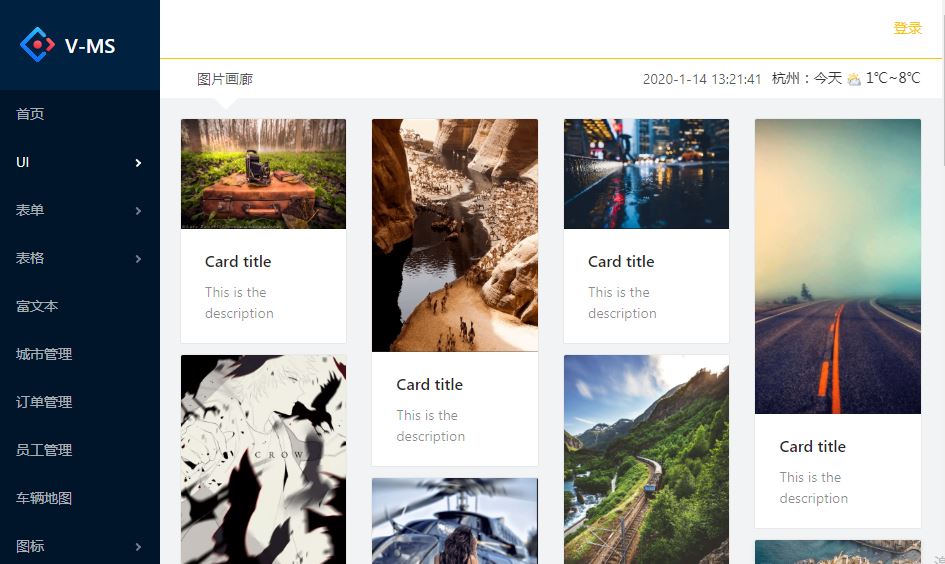 V-MS
登录
图片画廊
2020-1-14 13:21:41 杭州：今天 1℃~8℃
首页
UI
表单
表格
富文本
城市管理
订单管理
员工管理
车辆地图
图标
Card title
This is the
description
CROW
Card title
This is the
description
Card title
This is the
description
Card title
This is the
description